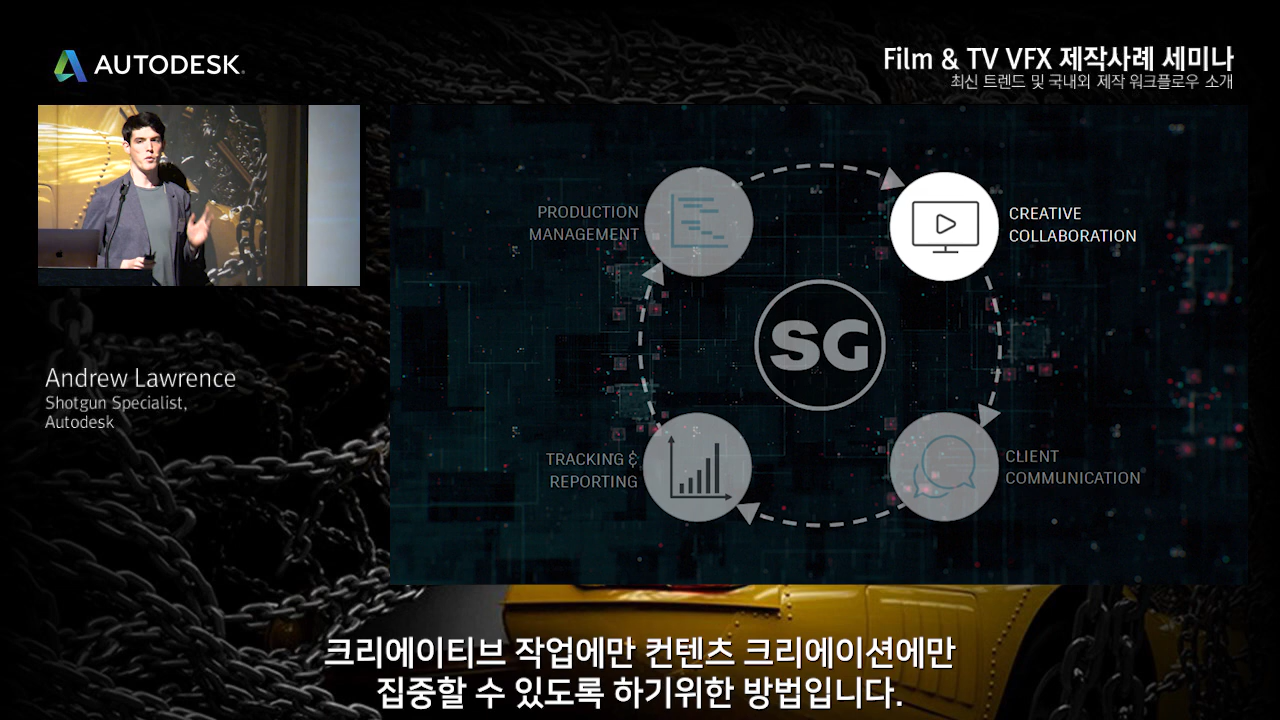 AUTODESK
Film & TV VFX 제작사례 세미나
최신 트렌드 및 국내외 제작 워크플로우 소개
PRODUCTION
MANAGEMENT
CREATIVE
COLLABORATION
SG
Andrew Lawrence
Shotgun Specialist,
Autodesk
TRACKING &
REPORTING
CLIENT
COMMUNICATION
크리에이티브 작업에만 컨텐츠 크리에이션에만
집중할 수 있도록 하기위한 방법입니다.